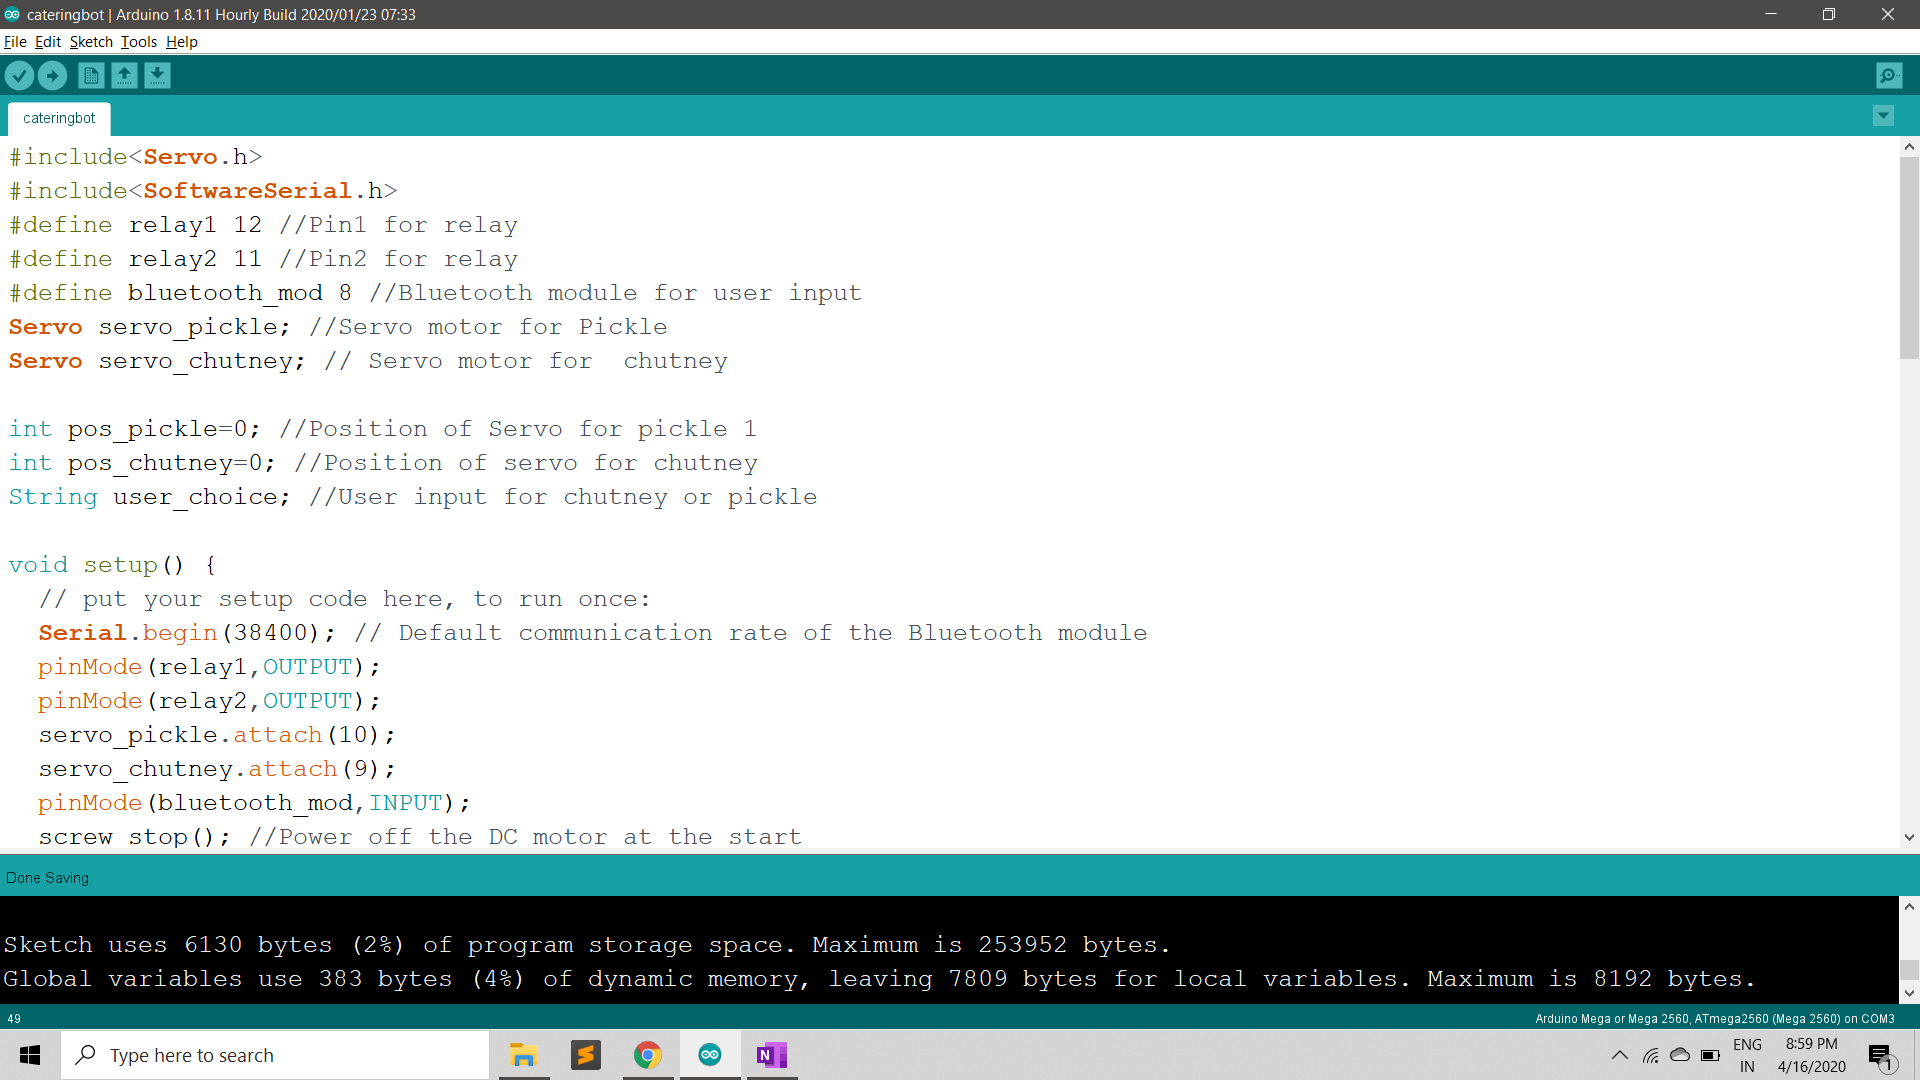 cateringbot | Arduino 1.8.11 Hourly Build 2020/01/23 07:33
File Edit Sketch Tools Help
cateringbot
#include<Servo.h>
#include<SoftwareSerial.h>
#define relay1 12 //Pin1 for relay
#define relay2 11 //Pin2 for relay
#define bluetooth_mod 8 //Bluetooth module for user input
Servo servo_pickle; //Servo motor for Pickle
Servo servo_chutney; // Servo motor for  chutney
int pos_pickle=0; //Position of Servo for pickle 1
int pos_chutney=0; //Position of servo for chutney
String user_choice; //User input for chutney or pickle
void setup() {
  // put your setup code here, to run once:
  Serial.begin(38400); // Default communication rate of the Bluetooth module
  pinMode(relay1,OUTPUT);
  pinMode(relay2,OUTPUT);
  servo_pickle.attach(10);
  servo_chutney.attach(9);
  pinMode(bluetooth_mod,INPUT);
  screw stop(); //Power off the DC motor at the start
Done Saving.
Sketch uses 6130 bytes (2%) of program storage space. Maximum is 253952 bytes.
Global variables use 383 bytes (4%) of dynamic memory, leaving 7809 bytes for local variables. Maximum is 8192 bytes.
49
Arduino Mega or Mega 2560, ATmega2560 (Mega 2560) on COM3
Type here to search
N
ENG
IN
8:59 PM
4/16/2020
1